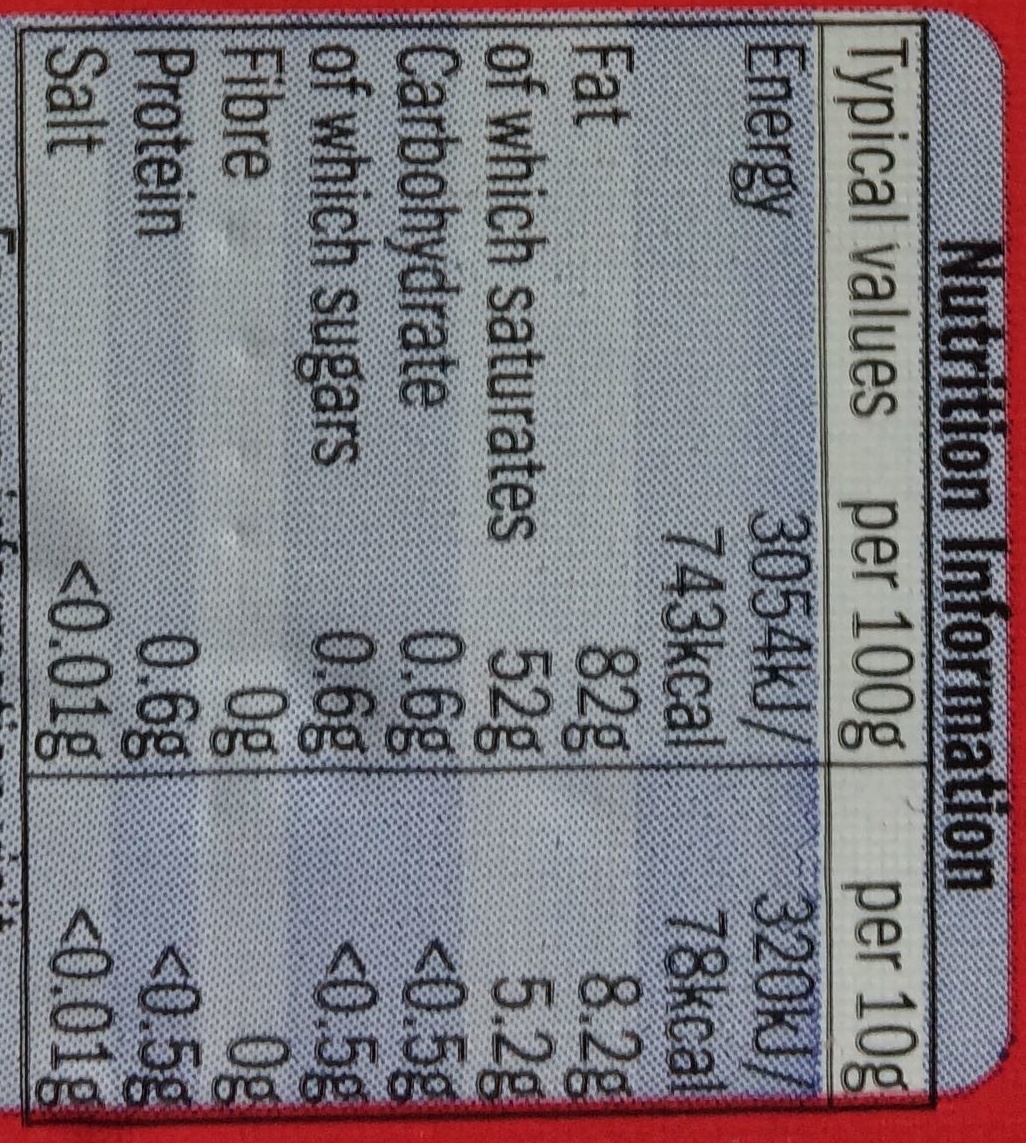 Nutrition Information
Typical values per 100g per 10g
Energy 3054kJ/ 320kJ/
743kcal 78kcal
Fat 82g 8.2g
of which saturates 52g 5.2g
Carbohydrate 0.6g <0.5g
of which sugars 0.6g <0.5g
Fibre 0g 0g
Protein 0.6g <0.5g
Salt <0.01g <0.01g
information visit